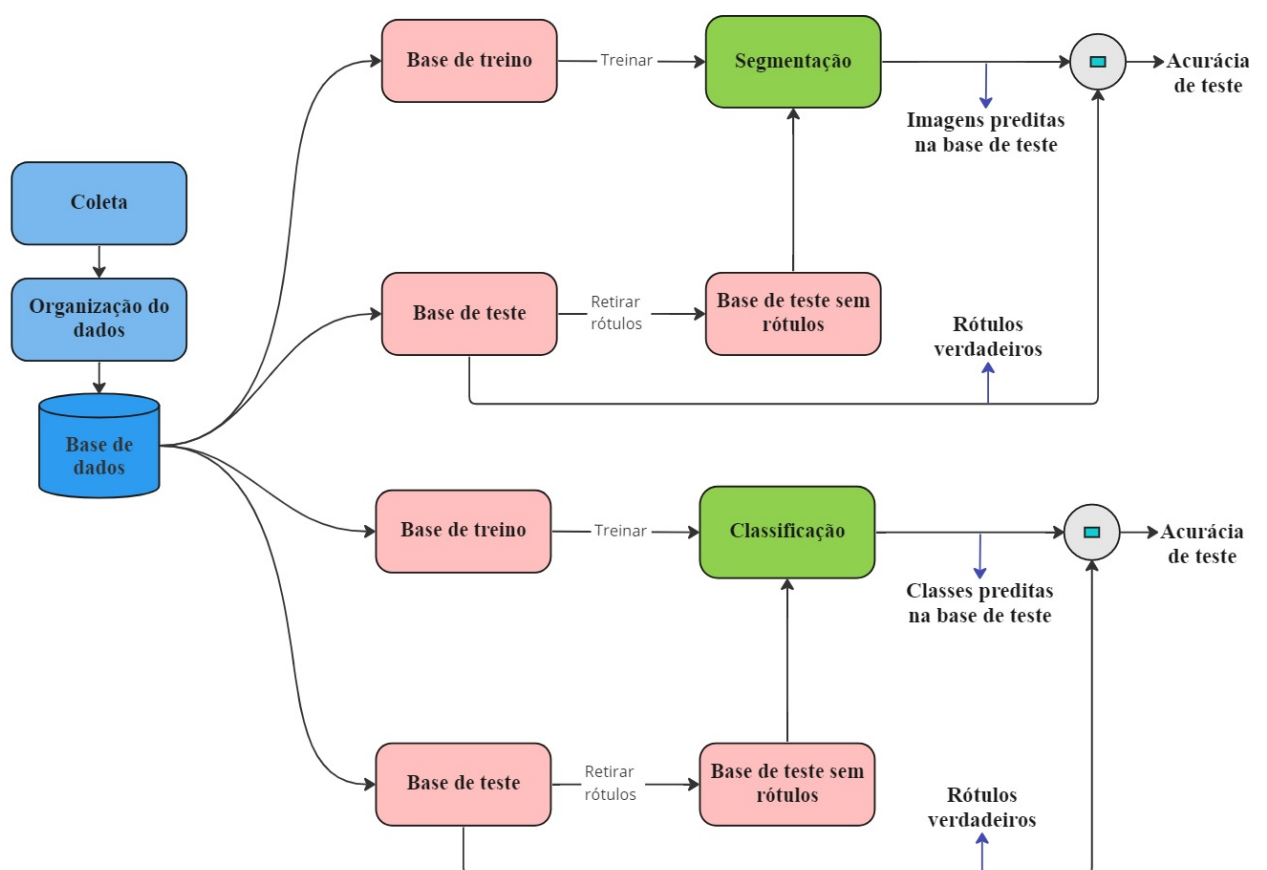 Coleta
Organização do
dados
Base de
dados
Base de treino
Treinar
Segmentação
Imagens preditas
na base de teste
Acurácia
de teste
Base de teste
Retirar
rótulos
Base de teste sem
rótulos
Rótulos
verdadeiros
Base de treino
Treinar
Classificação
Classes preditas
na base de teste
Acurácia
de teste
Base de teste
Retirar
rótulos
Base de teste sem
rótulos
Rótulos
verdadeiros